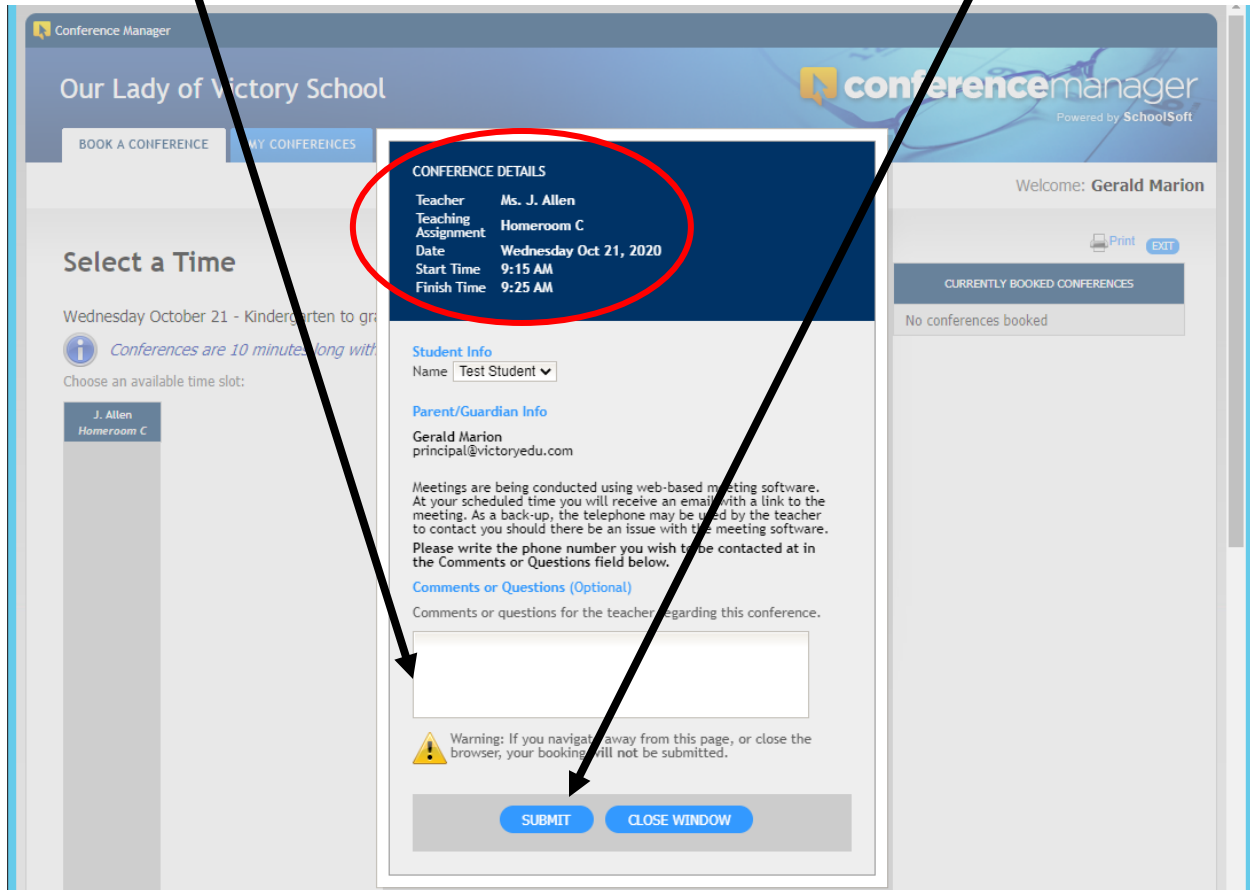 Conference Manager
Our Lady of Victory School
conferencemanager
Powered by SchoolSoft
BOOK A CONFERENCE
MY CONFERENCES
Welcome: Gerald Marion
Print EXIT
Select a Time
Wednesday October 21 - Kindergarten to gra
Conferences are 10 minutes long with
Choose an available time slot:
J. Allen
Homeroom C
CONFERENCE DETAILS
Teacher Ms. J. Allen
Teaching
Assignment Homeroom C
Date Wednesday Oct 21, 2020
Start Time 9:15 AM
Finish Time 9:25 AM
Student Info
Name Test Student
Parent/Guardian Info
Gerald Marion
principal@victoryedu.com
Meetings are being conducted using web-based meeting software.
At your scheduled time you will receive an email with a link to the
meeting. As a back-up, the telephone may be used by the teacher
to contact you should there be an issue with the meeting software.
Please write the phone number you wish to be contacted at in
the Comments or Questions field below.
Comments or Questions (Optional)
Comments or questions for the teacher regarding this conference.
Warning: If you navigate away from this page, or close the
browser, your booking will not be submitted.
SUBMIT
CLOSE WINDOW
CURRENTLY BOOKED CONFERENCES
No conferences booked